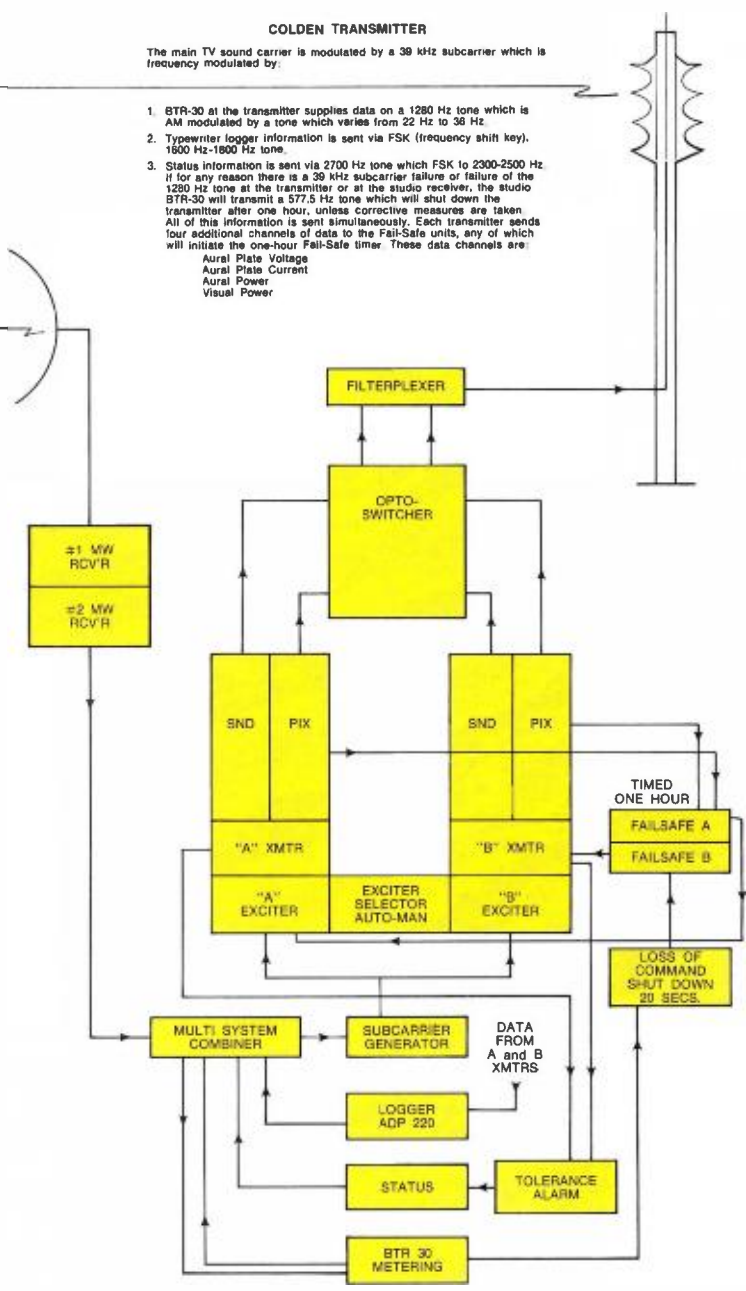 COLDEN TRANSMITTER
The main TV sound carrier is modulated by a 39 kHz subcarrier which is
frequency modulated by:
1. BTR-30 at the transmitter supplies data on a 1280 Hz tone which is
AM modulated by a tone which varies from 22 Hz to 36 Hz.
2. Typewriter logger information is sent via FSK (frequency shift key),
1600 Hz-1800 Hz tone.
3. Status information is sent via 2700 Hz tone which FSK to 2300-2500 Hz
If for any reason there is a 39 kHz subcarrier failure or failure of the
1280 Hz tone at the transmitter or at the studio receiver, the studio
BTR-30 will transmit a 577.5 Hz tone which will shut down the
transmitter after one hour, unless corrective measures are taken
All of this information is sent simultaneously. Each transmitter sends
four additional channels of data to the Fail-Safe units, any of which
will initiate the one-hour Fail-Safe timer. These data channels are:
Aural Plate Voltage
Aural Plate Current
Aural Power
Visual Power
FILTERPLEXER
OPTO-
SWITCHER
#1 MW
RCV'R
#2 MW
RCV'R
SND
PIX
SND
PIX
TIMED
ONE HOUR
FAILSAFE A
FAILSAFE B
"A" XMTR
"B" XMTR
"A"
EXCITER
EXCITER
SELECTOR
AUTO-MAN
"B"
EXCITER
LOSS OF
COMMAND
SHUT DOWN
20 SECS.
MULTI SYSTEM
COMBINER
SUBCARRIER
GENERATOR
DATA
FROM
A and B
XMTRS
LOGGER
ADP 220
STATUS
TOLERANCE
ALARM
BTR 30
METERING